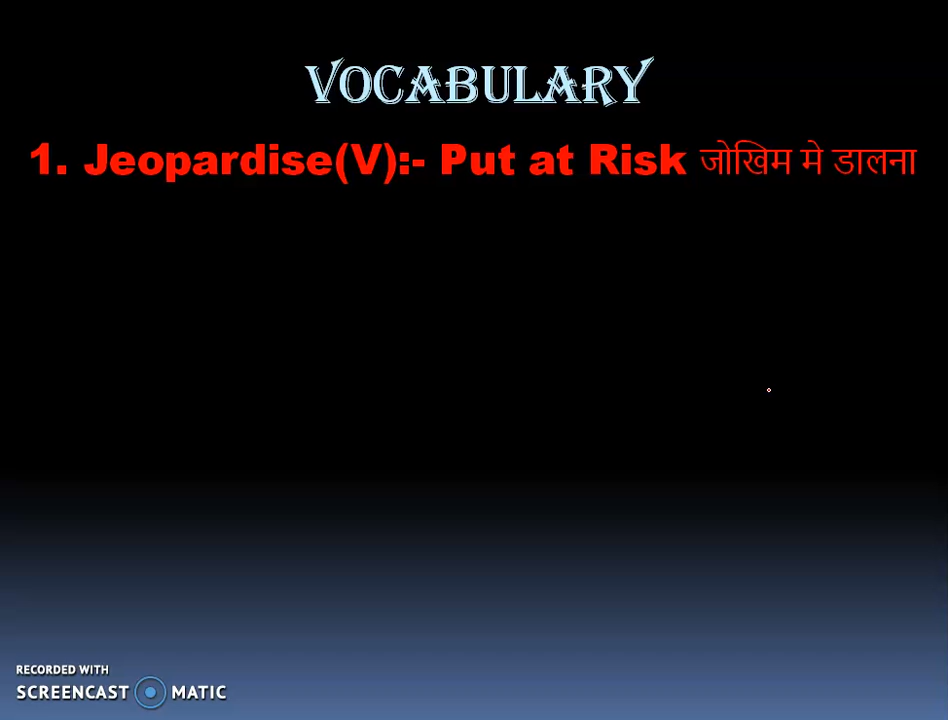 VOCABULARY
1. Jeopardise(V):- Put at Risk जोखिम मे डालना
RECORDED WITH
SCREENCAST MATIC